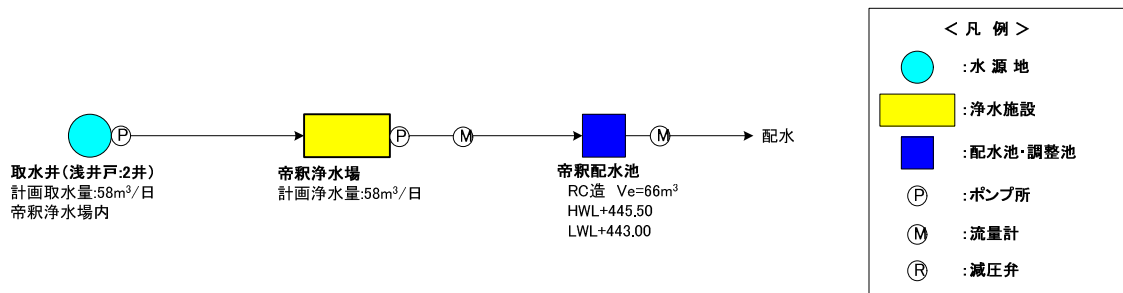 P
M
M
P
配水
取水井(浅井戸:2井)
計画取水量:58m³/日
帝釈浄水場内
帝釈浄水場
計画浄水量:58m³/日
帝釈配水池
RC造 Ve=66m³
HWL+445.50
LWL+443.00
<凡 例>
:水 源 地
:浄水施設
:配水池・調整池
P :ポンプ所
M :流量計
R :減圧弁